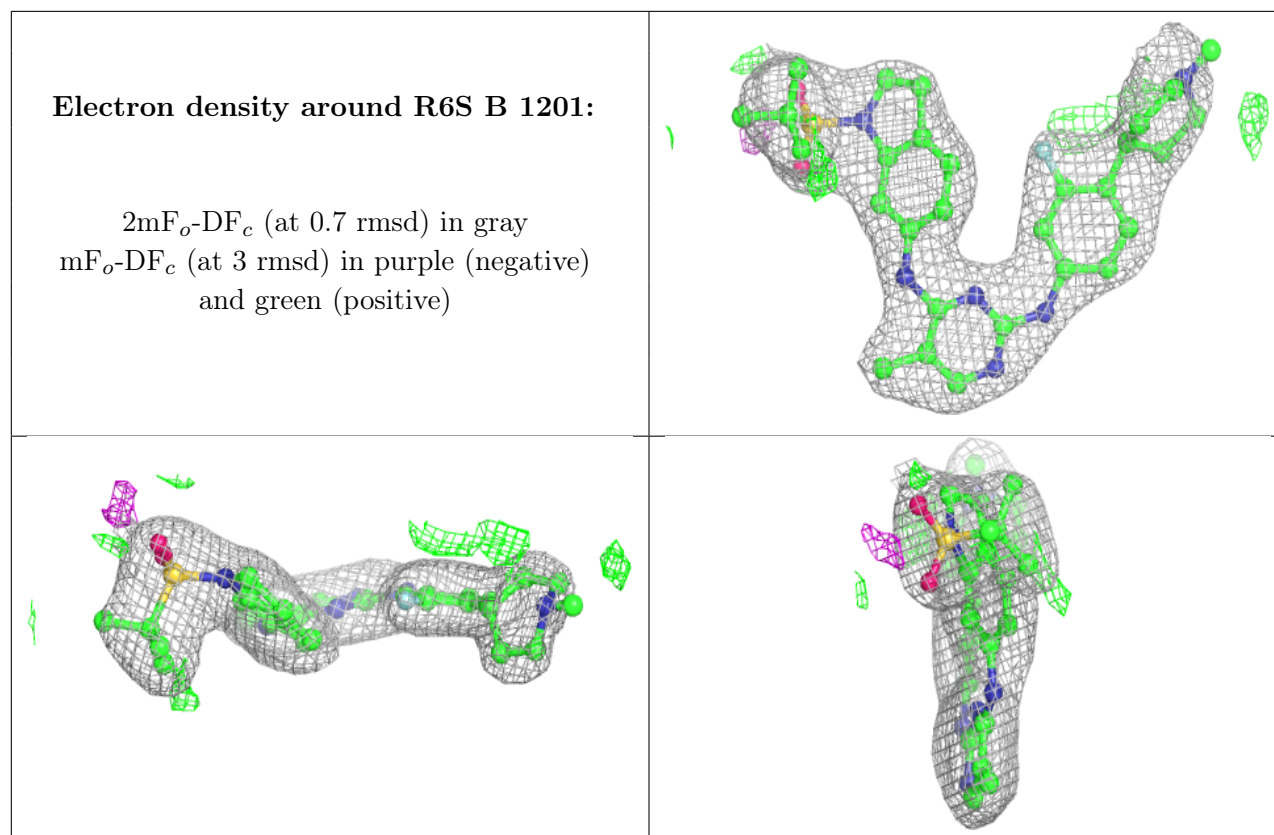 Electron density around R6S B 1201:
2mFo-DFc (at 0.7 rmsd) in gray
mFo-DFc (at 3 rmsd) in purple (negative)
and green (positive)